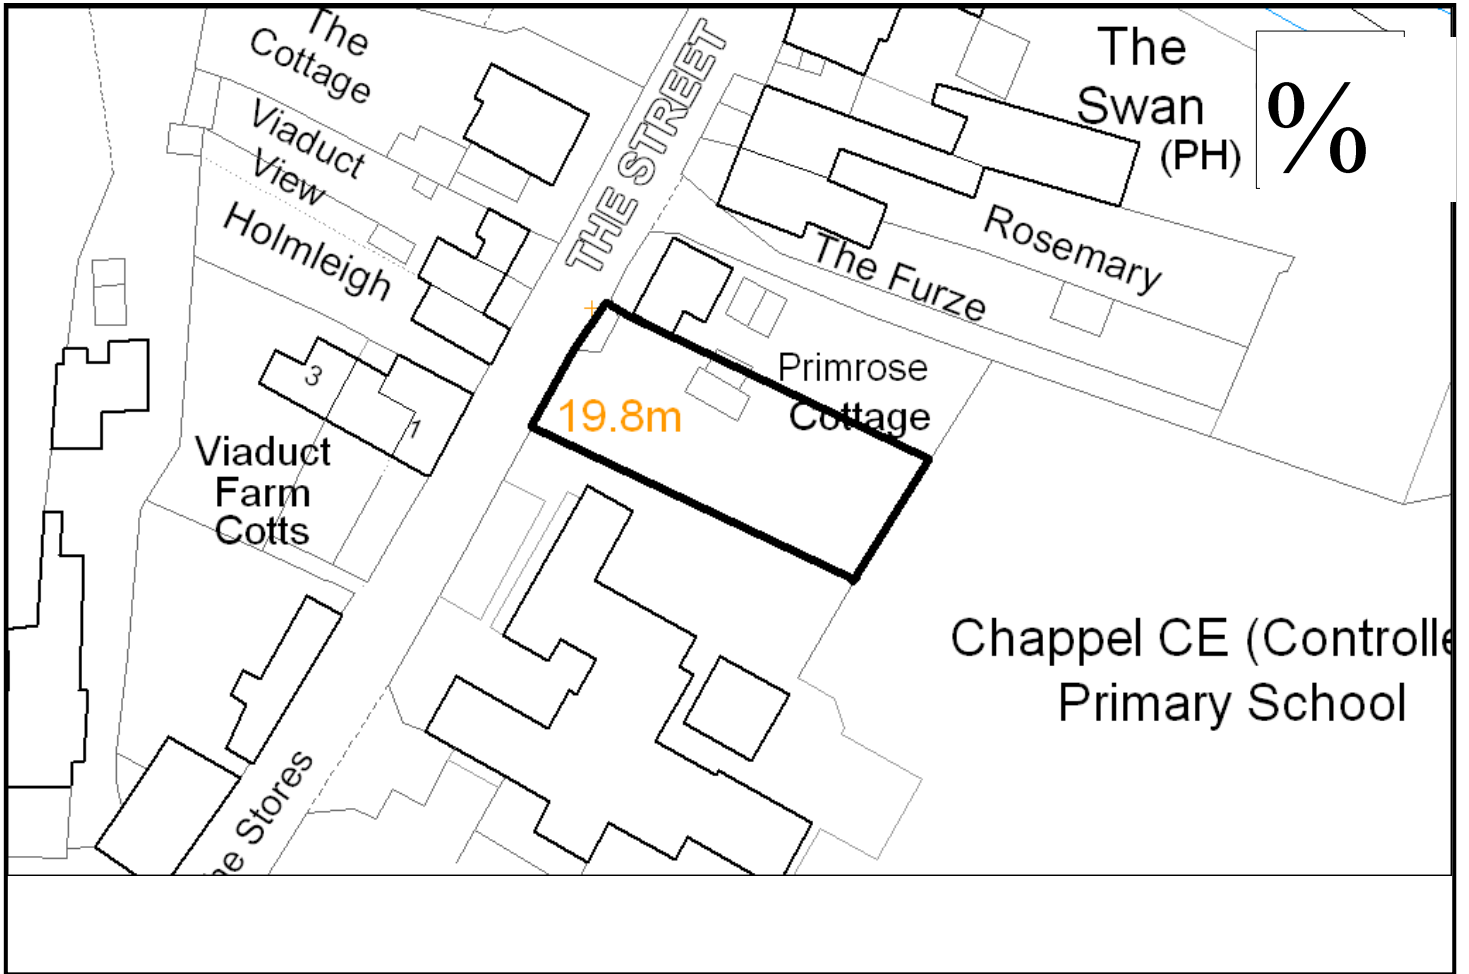 The
Cottage
THE STREET
The
Swan
(PH)
%
Viaduct
View
Holmleigh
Rosemary
The Furze
3
1
Primrose
Cottage
19.8m
Viaduct
Farm
Cotts
Chappel CE (Controlle
Primary School
he Stores